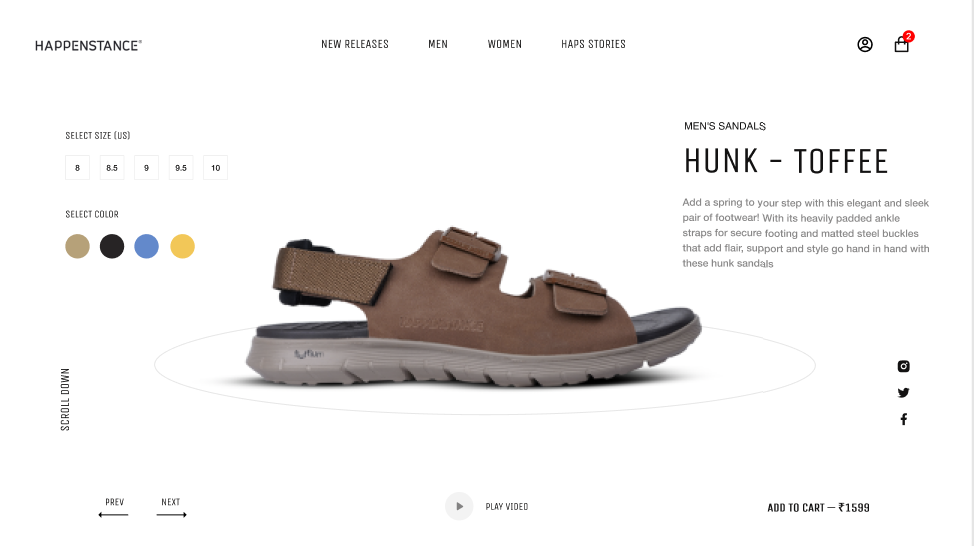 HAPPENSTANCE®
NEW RELEASES
MEN
WOMEN
HAPS STORIES
2
SELECT SIZE (US)
8
8.5
9
9.5
10
SELECT COLOR
MEN'S SANDALS
HUNK - TOFFEE
Add a spring to your step with this elegant and sleek
pair of footwear! With its heavily padded ankle
straps for secure footing and matted steel buckles
that add flair, support and style go hand in hand with
these hunk sandals
HAPPENSTANCE
SCROLL DOWN
PREV
NEXT
PLAY VIDEO
ADD TO CART — ₹1599